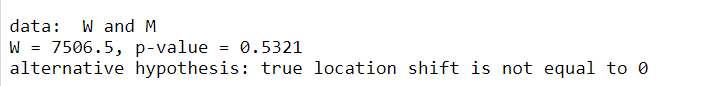 data:  W and M
W = 7506.5, p-value = 0.5321
alternative hypothesis: true location shift is not equal to 0